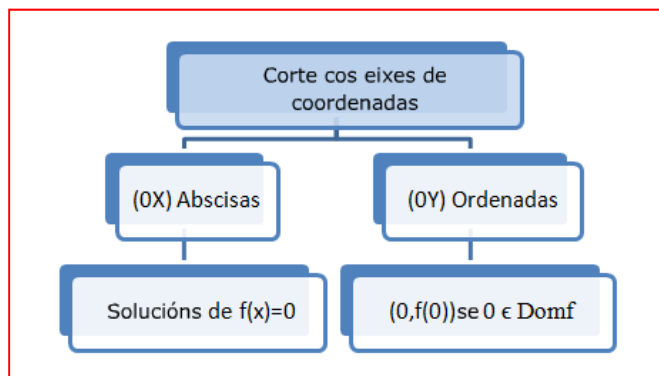 Corte cos eixes de
coordenadas
(0X) Abscisas
(0Y) Ordenadas
Solucións de f(x)=0
(0,f(0))se 0 ϵ Domf